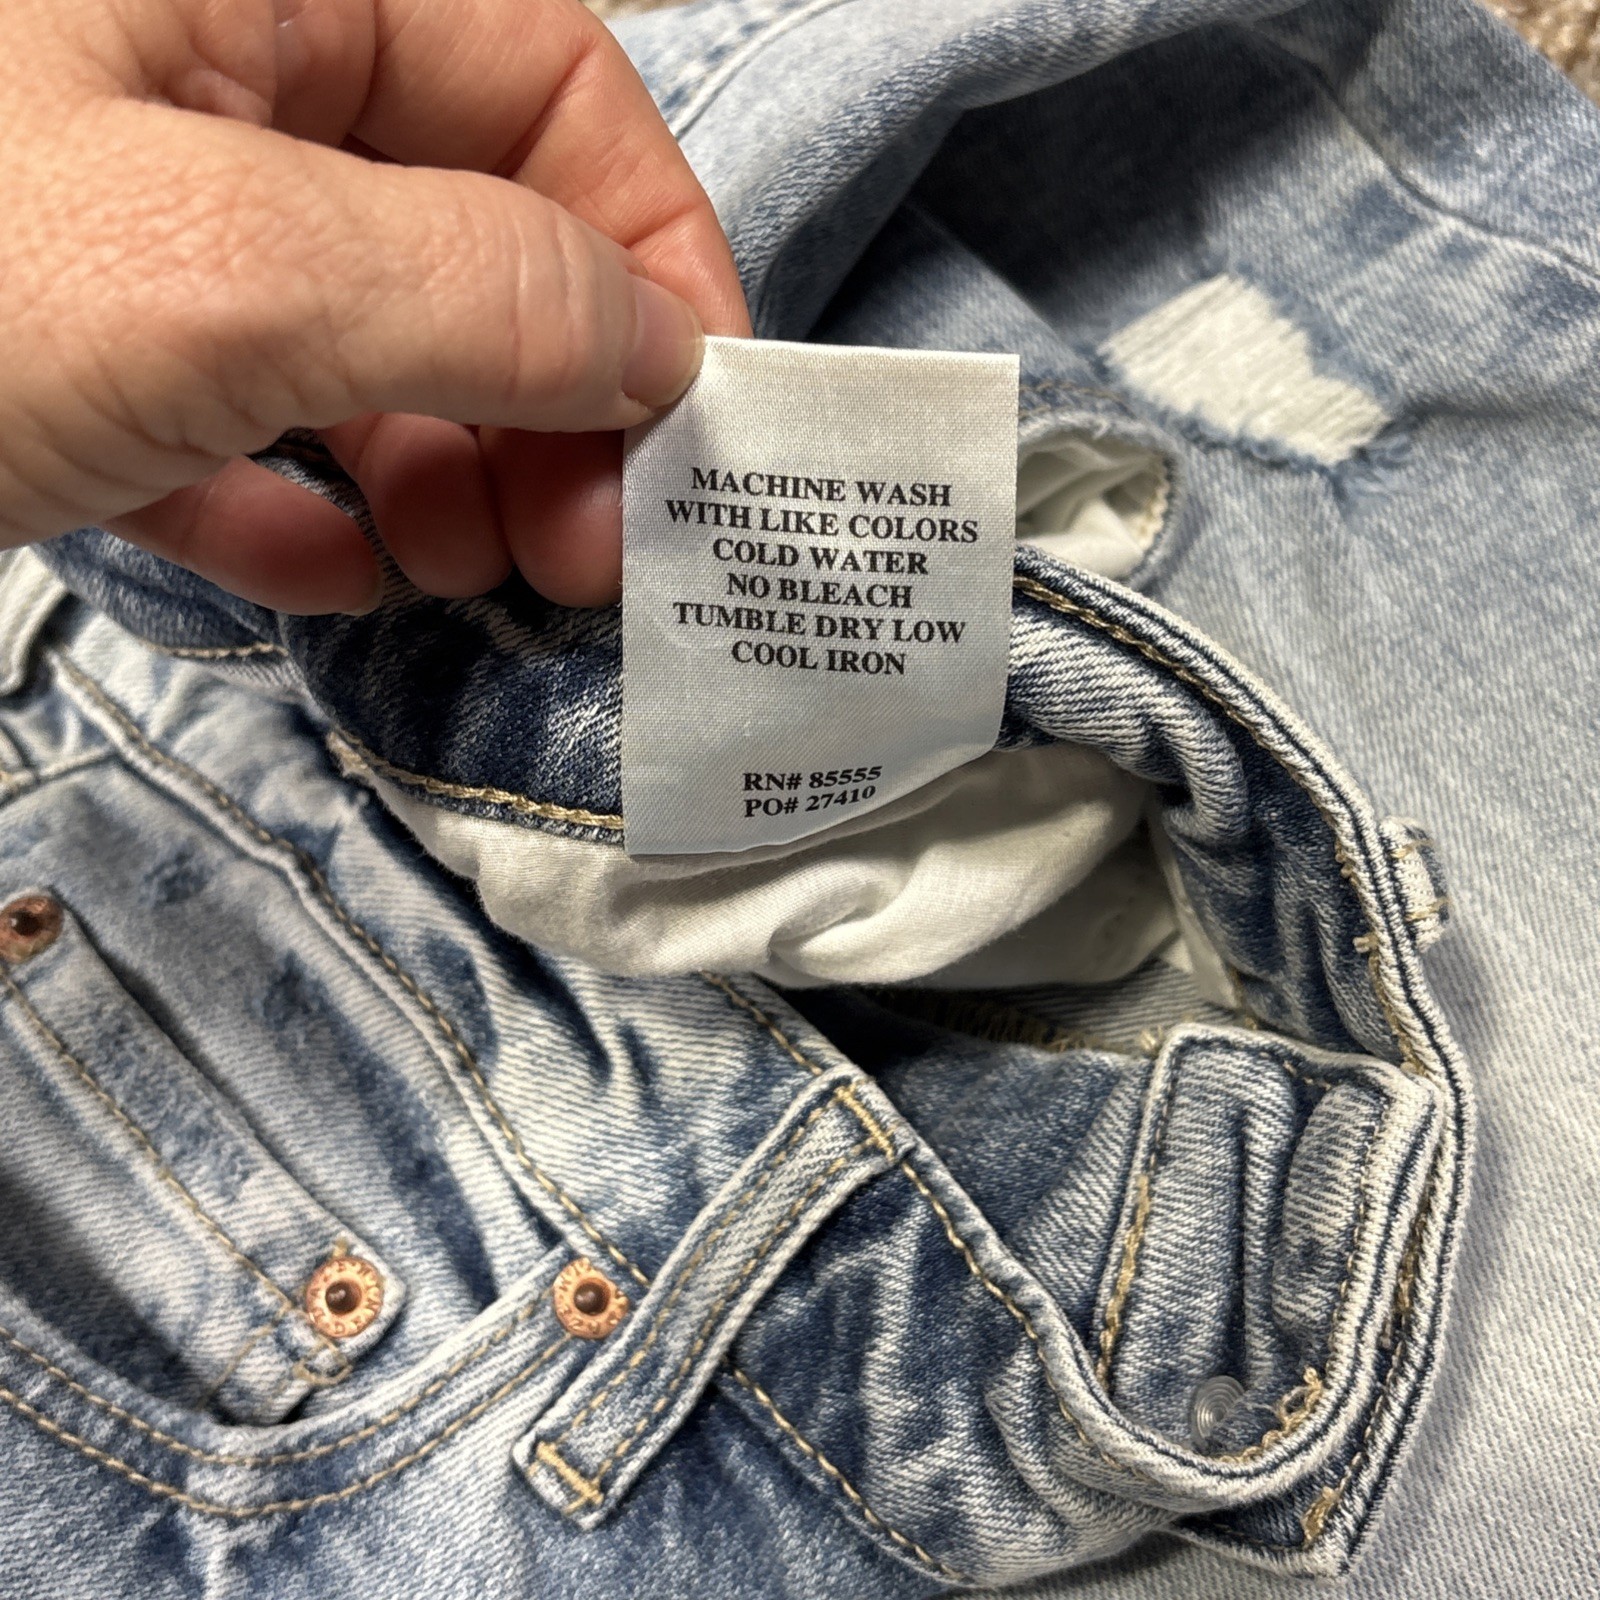 MACHINE WASH
WITH LIKE COLORS
COLD WATER
NO BLEACH
TUMBLE DRY LOW
COOL IRON
RN# 85555
PO# 27410